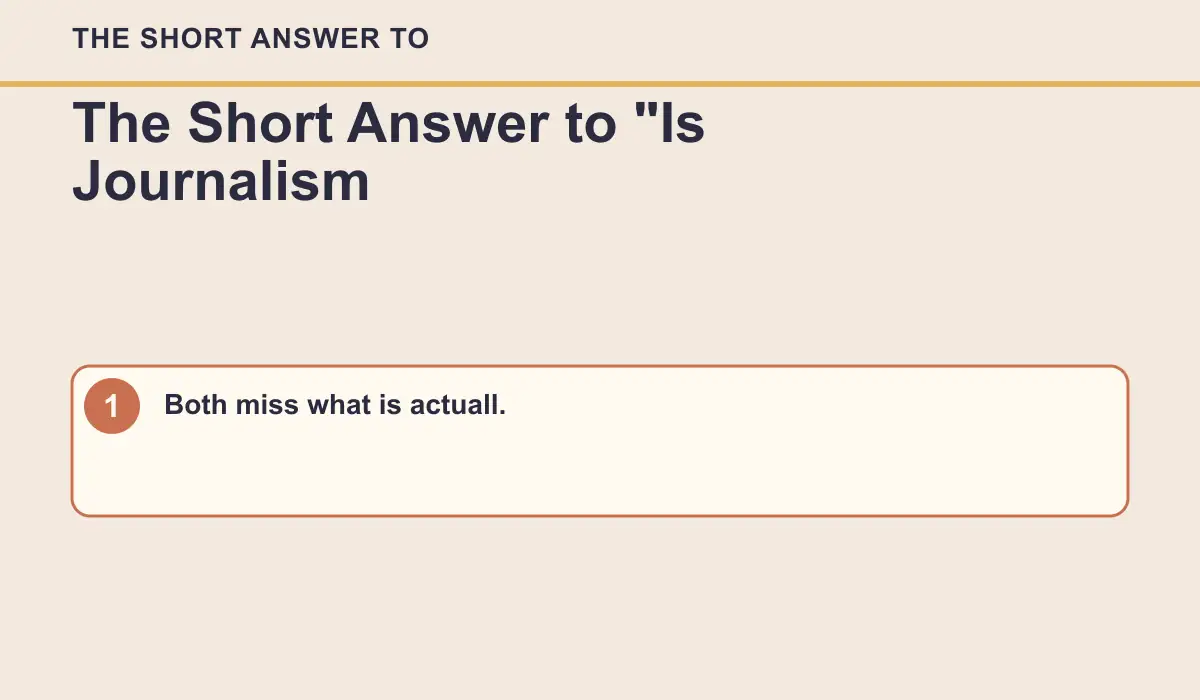 THE SHORT ANSWER TO
The Short Answer to "Is
Journalism
1
Both miss what is actuall.